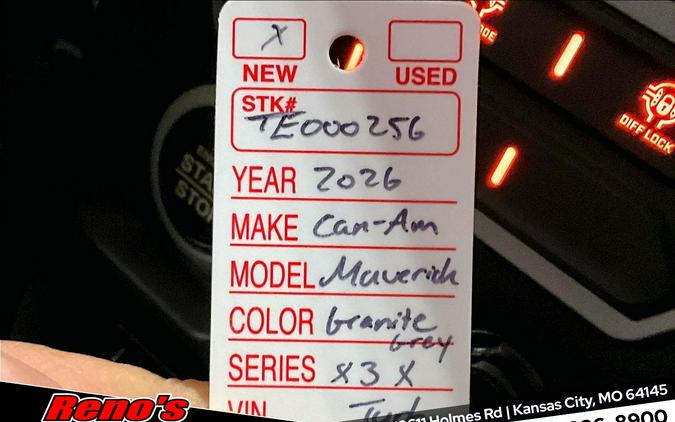 X
NEW USED
STK#
TE000256
YEAR 2026
MAKE Can-Am
MODEL Maverick
COLOR Granite
Grey
SERIES X3 X
VIN
START
STOP
DIFF LOCK
Reno's
Holmes Rd | Kansas City, MO 64145
8900